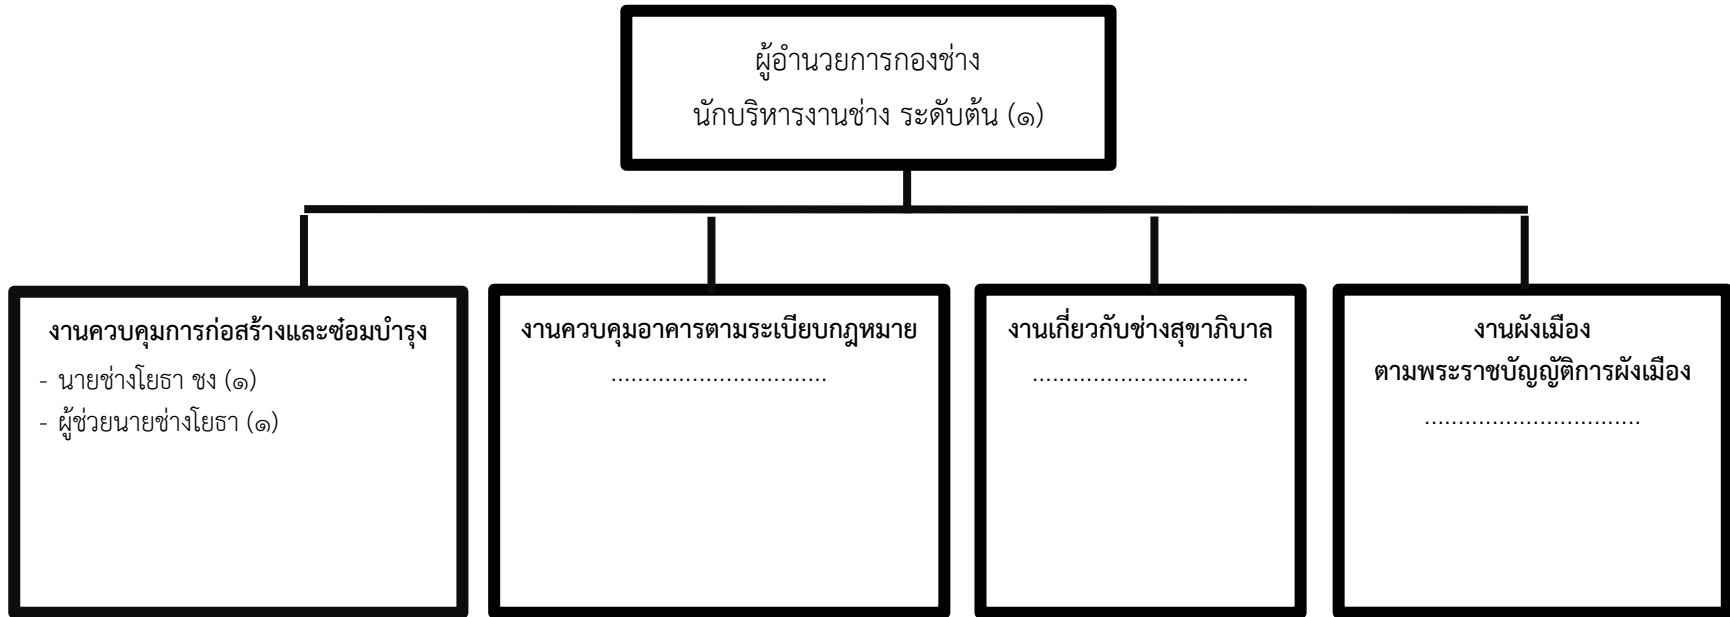 ผู้อำนวยการกองช่าง
นักบริหารงานช่าง ระดับต้น (๑)
งานควบคุมการก่อสร้างและซ่อมบำรุง
- นายช่างโยธา ชง (๑)
- ผู้ช่วยนายช่างโยธา (๑)
งานควบคุมอาคารตามระเบียบกฎหมาย
................................
งานเกี่ยวกับช่างสุขาภิบาล
................................
งานผังเมือง
ตามพระราชบัญญัติการผังเมือง
................................